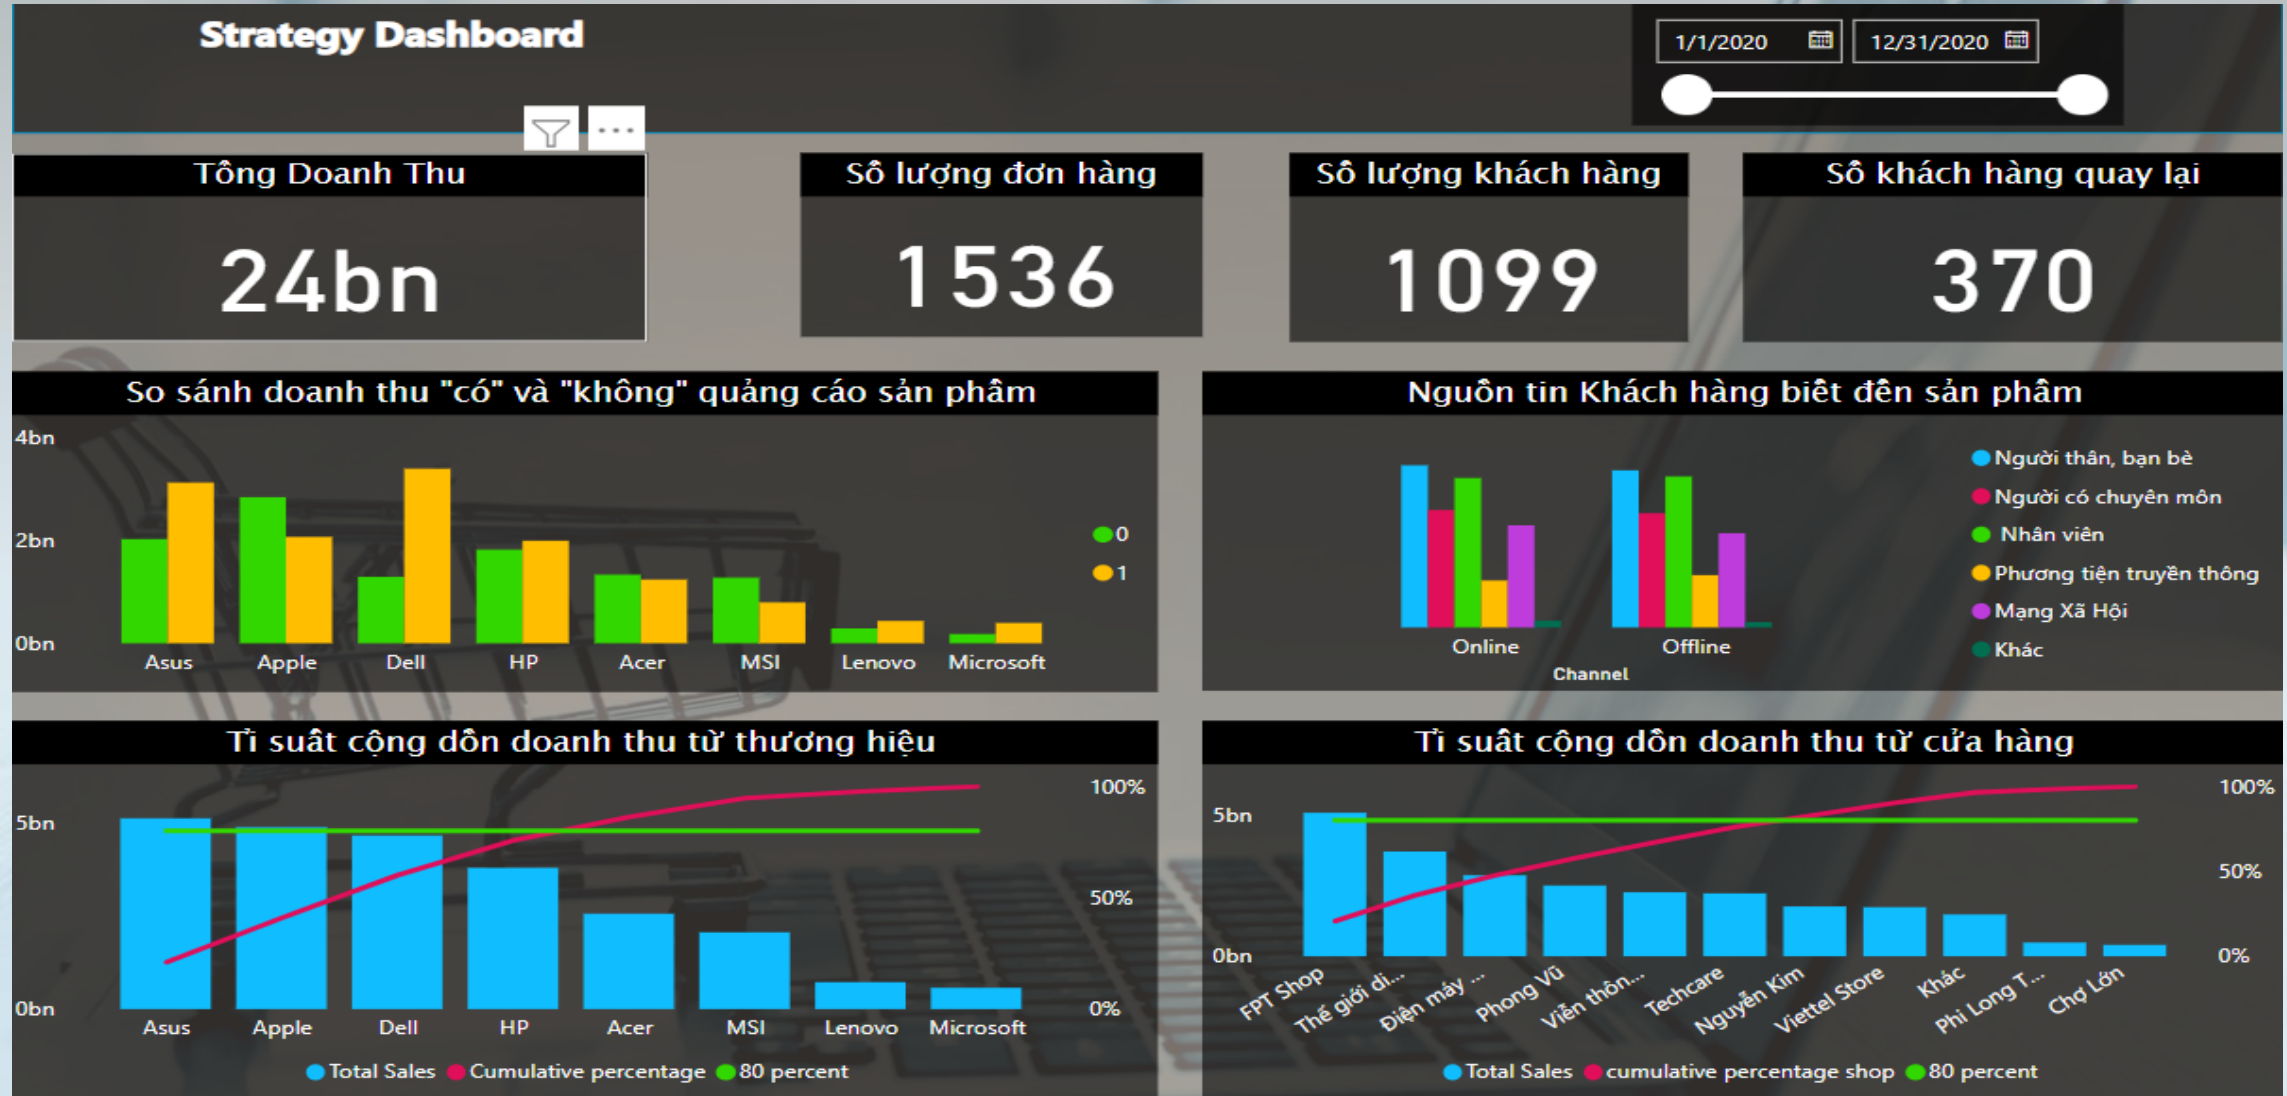 Strategy Dashboard
1/1/2020
12/31/2020
Tổng Doanh Thu
24bn
Số lượng đơn hàng
1536
Số lượng khách hàng
1099
Số khách hàng quay lại
370
So sánh doanh thu "có" và "không" quảng cáo sản phẩm
4bn
2bn
0bn
Asus Apple Dell HP Acer MSI Lenovo Microsoft
0
1
Nguồn tin Khách hàng biết đến sản phẩm
Online Offline
Channel
Người thân, bạn bè
Người có chuyên môn
Nhân viên
Phương tiện truyền thông
Mạng Xã Hội
Khác
Tỉ suất cộng dồn doanh thu từ thương hiệu
5bn
0bn
100%
50%
0%
Asus Apple Dell HP Acer MSI Lenovo Microsoft
Total Sales Cumulative percentage 80 percent
Tỉ suất cộng dồn doanh thu từ cửa hàng
5bn
0bn
100%
50%
0%
FPT Shop
Thế giới di...
Điện máy ...
Phong Vũ
Viễn thôn...
Techcare
Nguyễn Kim
Viettel Store
Khác
Phi Long T...
Chợ Lớn
Total Sales cumulative percentage shop 80 percent